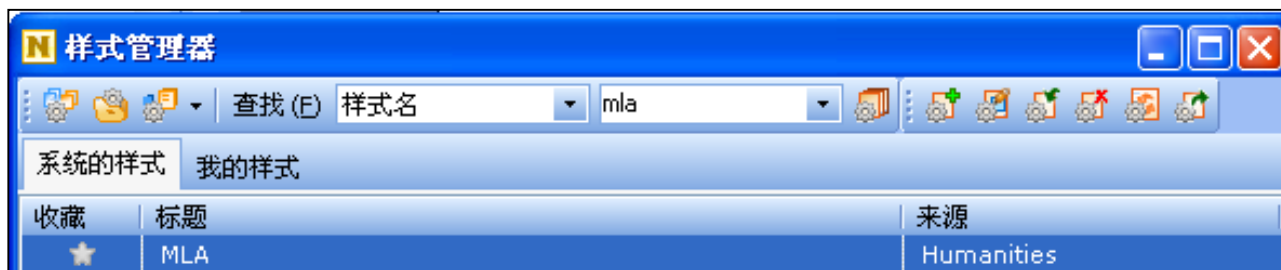 N 样式管理器
查找(F) 样式名 mla
系统的样式 我的样式
收藏 标题 来源
MLA Humanities